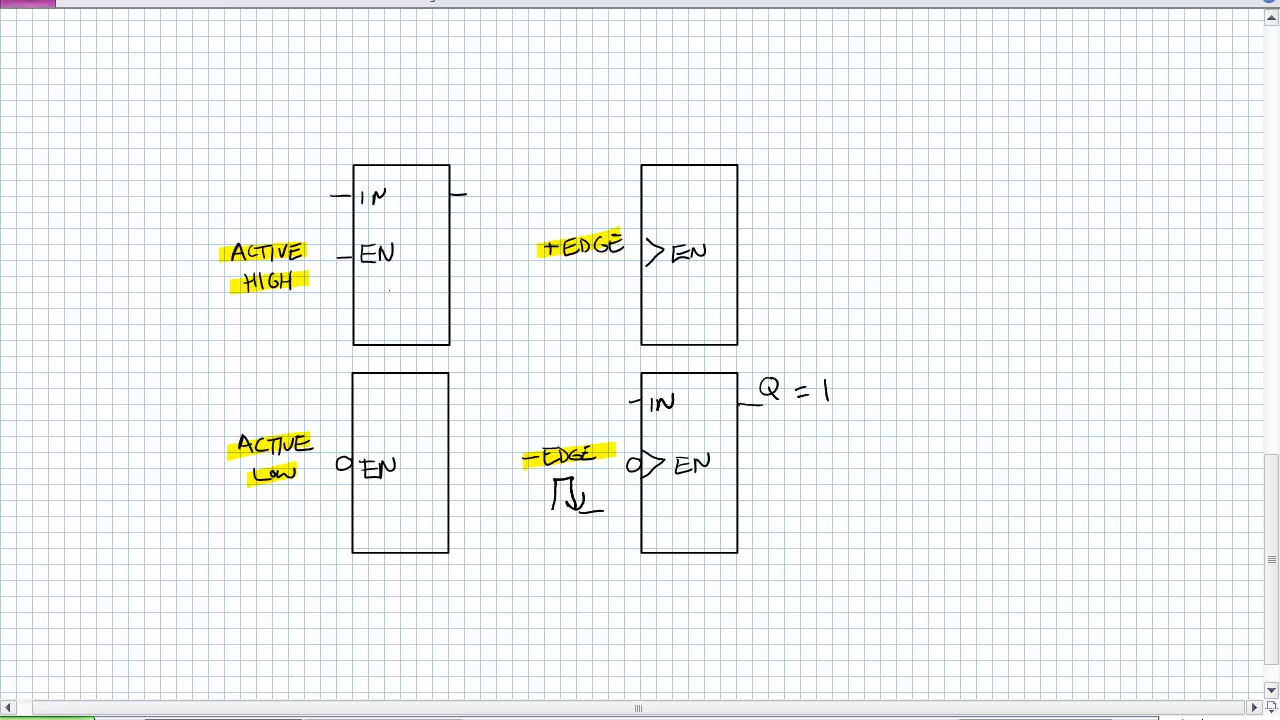 IN
ACTIVE
HIGH
EN
+EDGE
EN
ACTIVE
LOW
EN
IN
Q = 1
-EDGE
EN